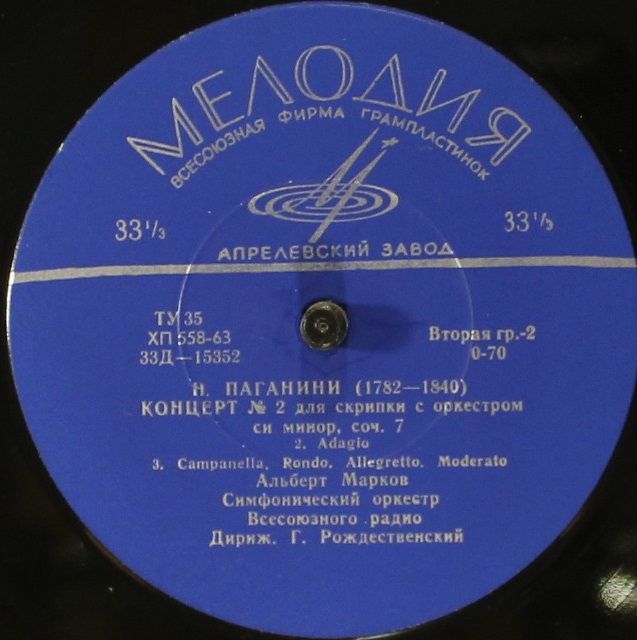 МЕЛОДИЯ
ВСЕСОЮЗНАЯ ФИРМА ГРАМПЛАСТИНОК
33⅓ 33⅓
АПРЕЛЕВСКИЙ ЗАВОД
ТУ 35
ХП 558-63 Вторая гр.-2
33Д—15352 0-70
Н. ПАГАНИНИ (1782—1840)
КОНЦЕРТ № 2 для скрипки с оркестром
си минор, соч. 7
2. Adagio
3. Campanella. Rondo. Allegretto. Moderato
Альберт Марков
Симфонический оркестр
Всесоюзного радио
Дириж. Г. Рождественский